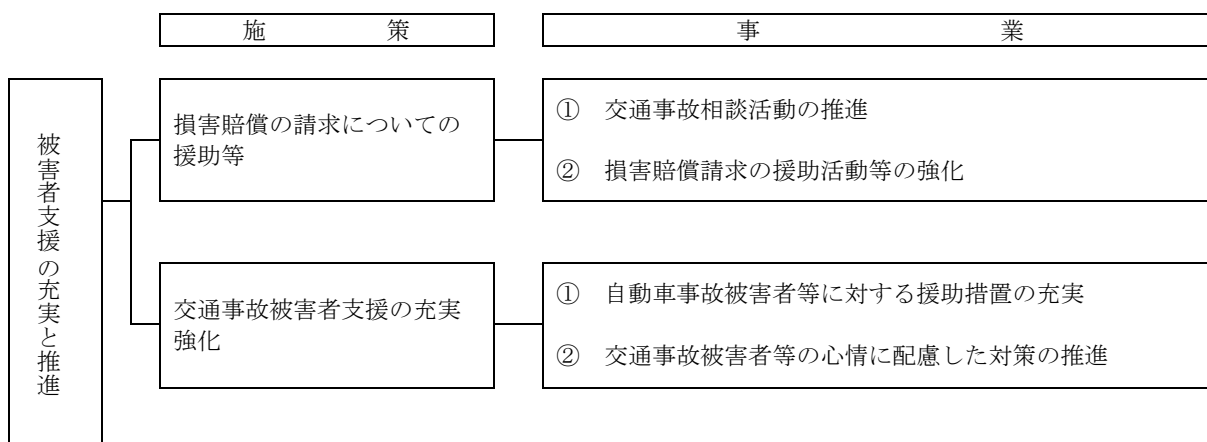 施策
事業
被害者支援の充実と推進
損害賠償の請求についての
援助等
① 交通事故相談活動の推進
② 損害賠償請求の援助活動等の強化
交通事故被害者支援の充実
強化
① 自動車事故被害者等に対する援助措置の充実
② 交通事故被害者等の心情に配慮した対策の推進